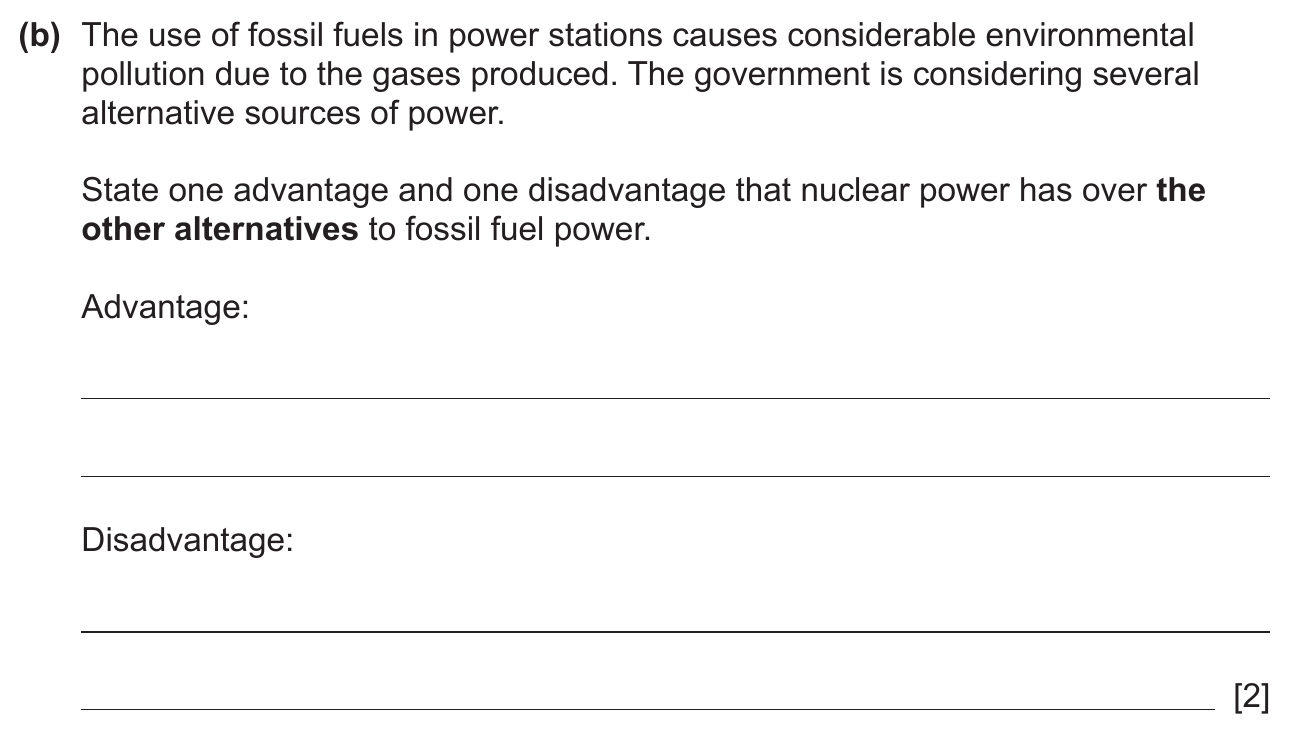 (b) The use of fossil fuels in power stations causes considerable environmental
pollution due to the gases produced. The government is considering several
alternative sources of power.
State one advantage and one disadvantage that nuclear power has over the
other alternatives to fossil fuel power.
Advantage:
Disadvantage:
[2]